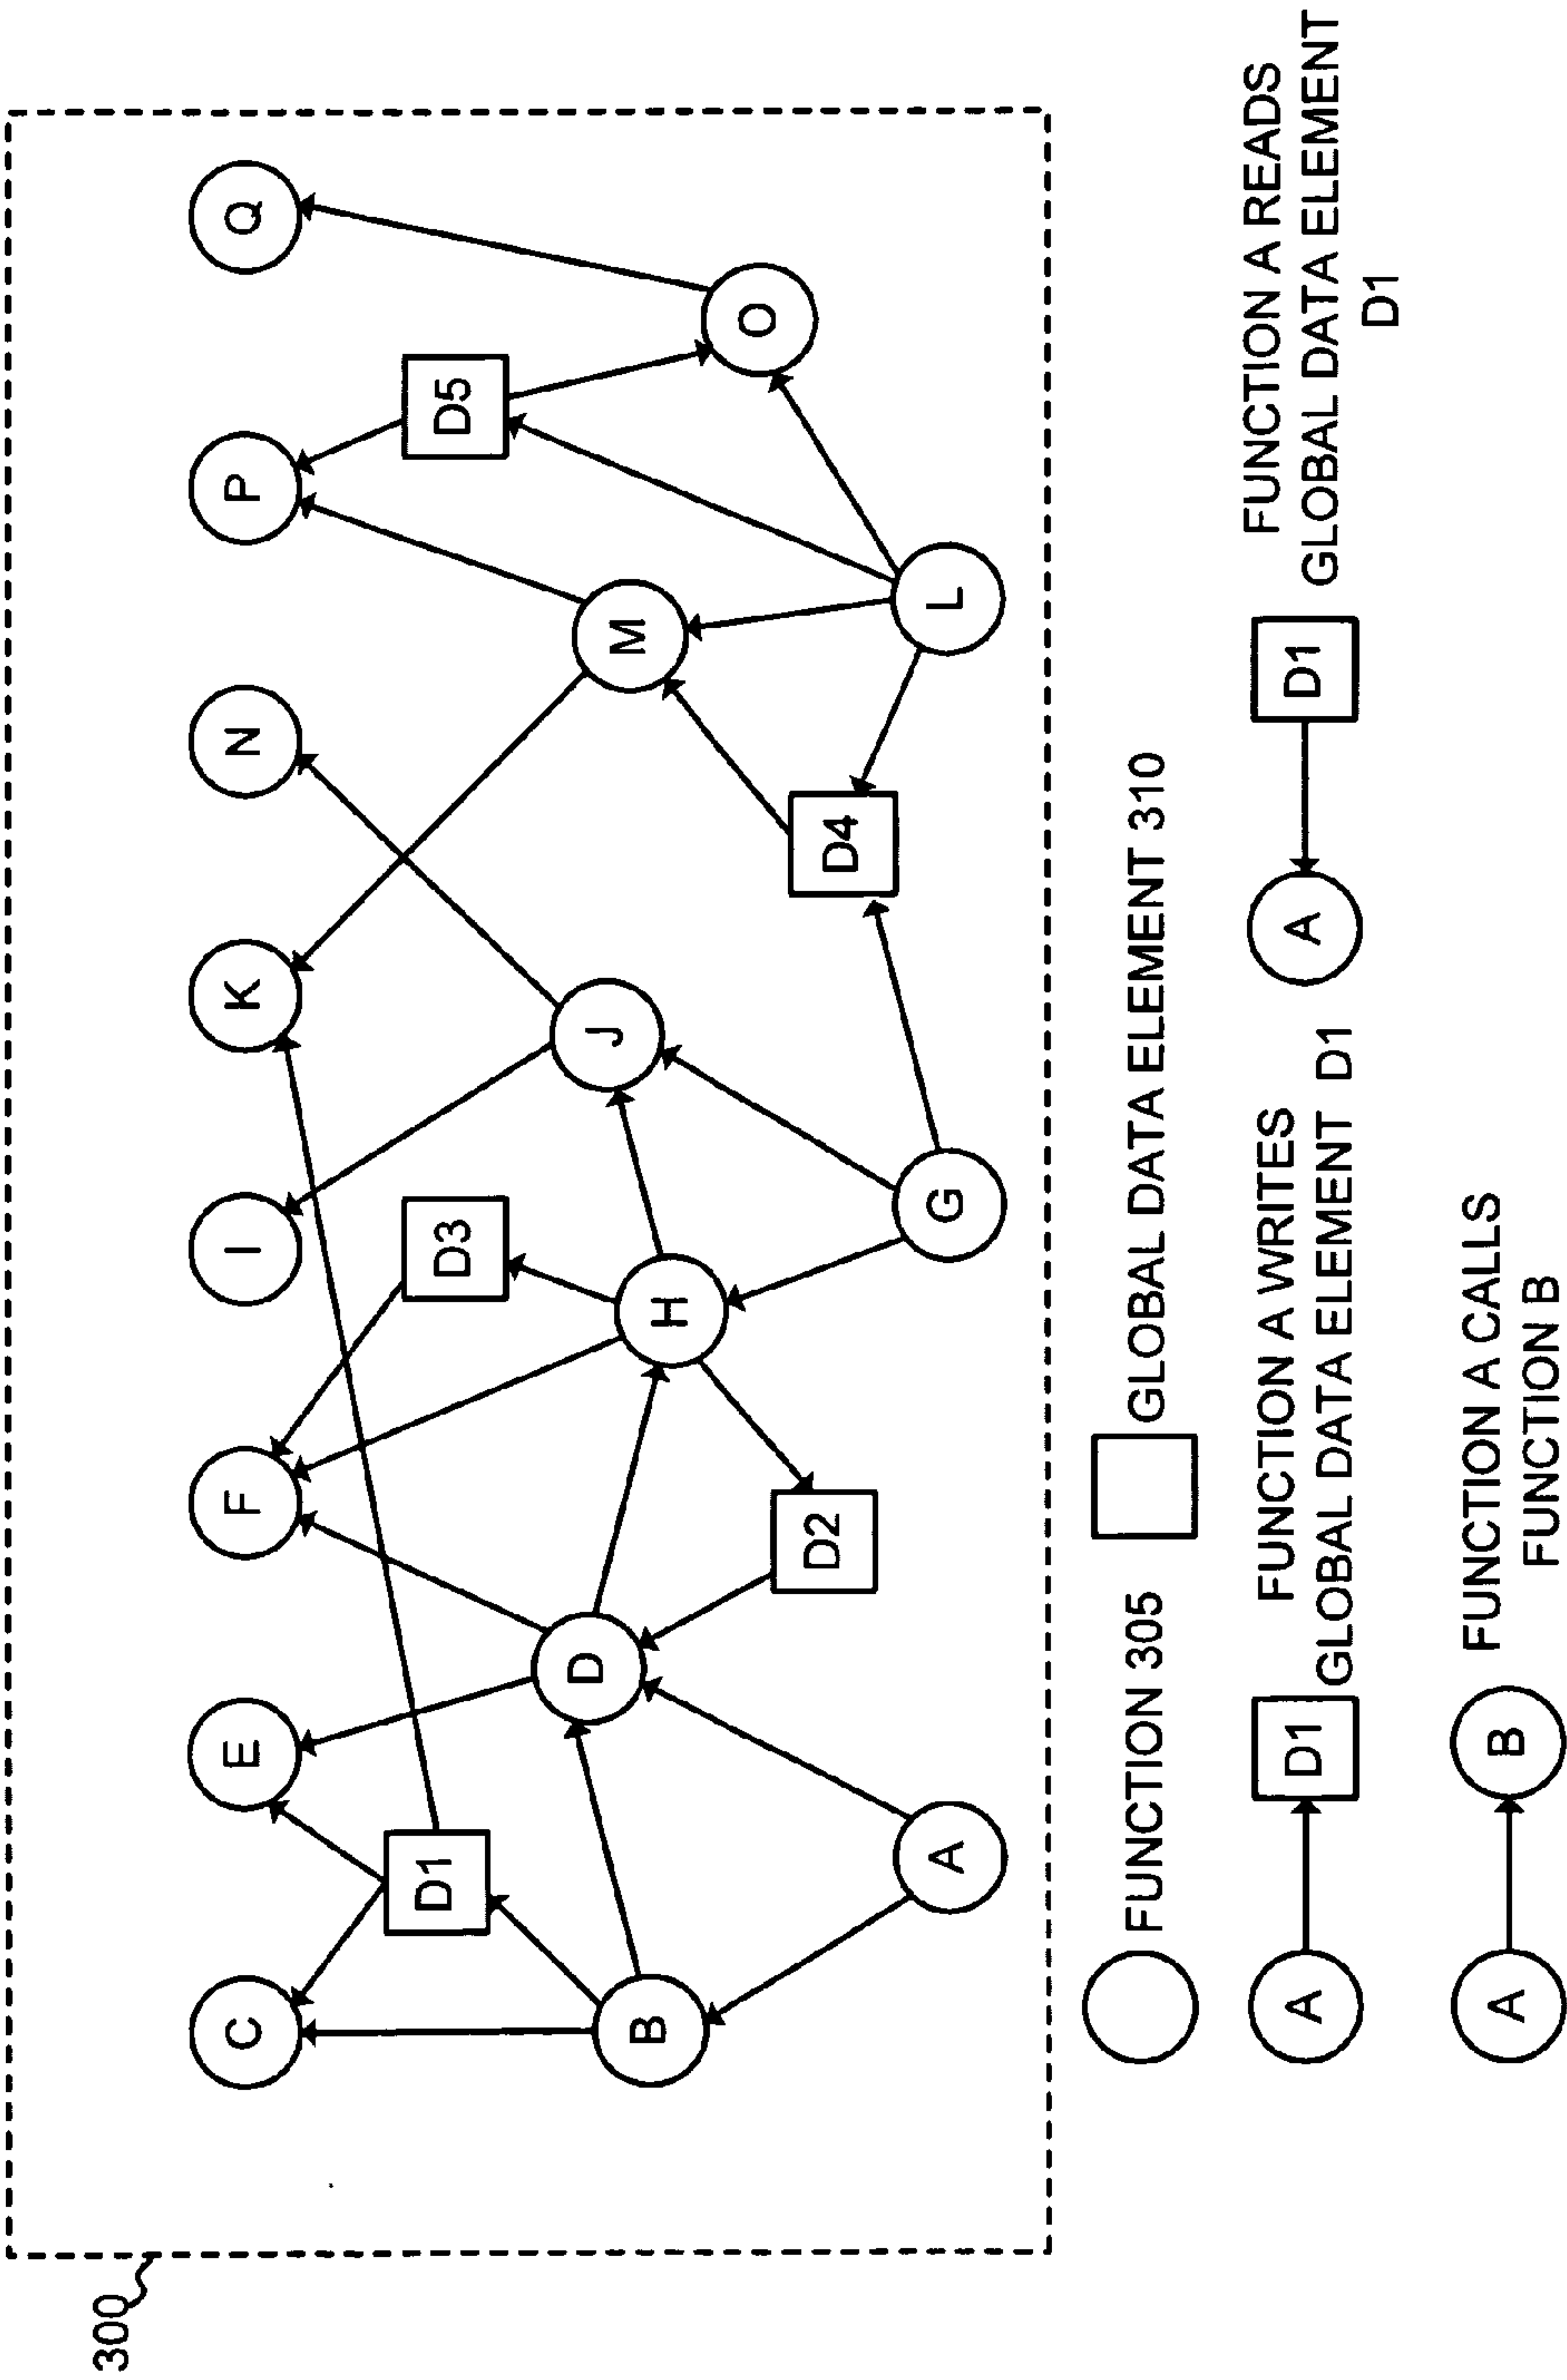 300
C
E
F
I
K
N
P
Q
D1
D3
D5
B
D
H
J
M
O
D2
D4
A
G
L
FUNCTION 305
GLOBAL DATA ELEMENT 310
A
D1
FUNCTION A WRITES
GLOBAL DATA ELEMENT D1
A
D1
FUNCTION A READS
GLOBAL DATA ELEMENT
D1
A
B
FUNCTION A CALLS
FUNCTION B